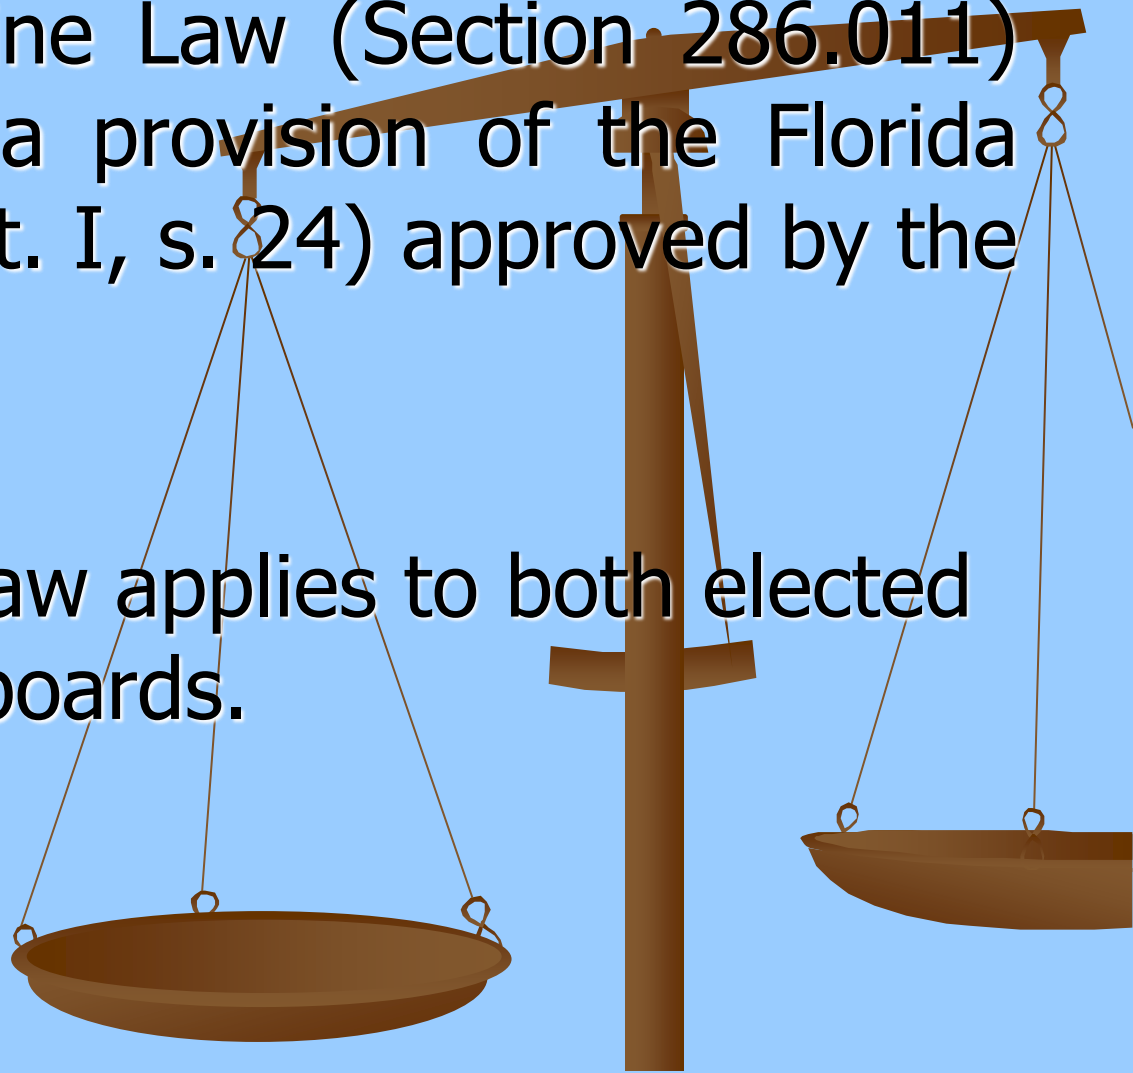 ne Law (Section 286.011)
a provision of the Florida
t. I, s. 24) approved by the
aw applies to both elected
boards.